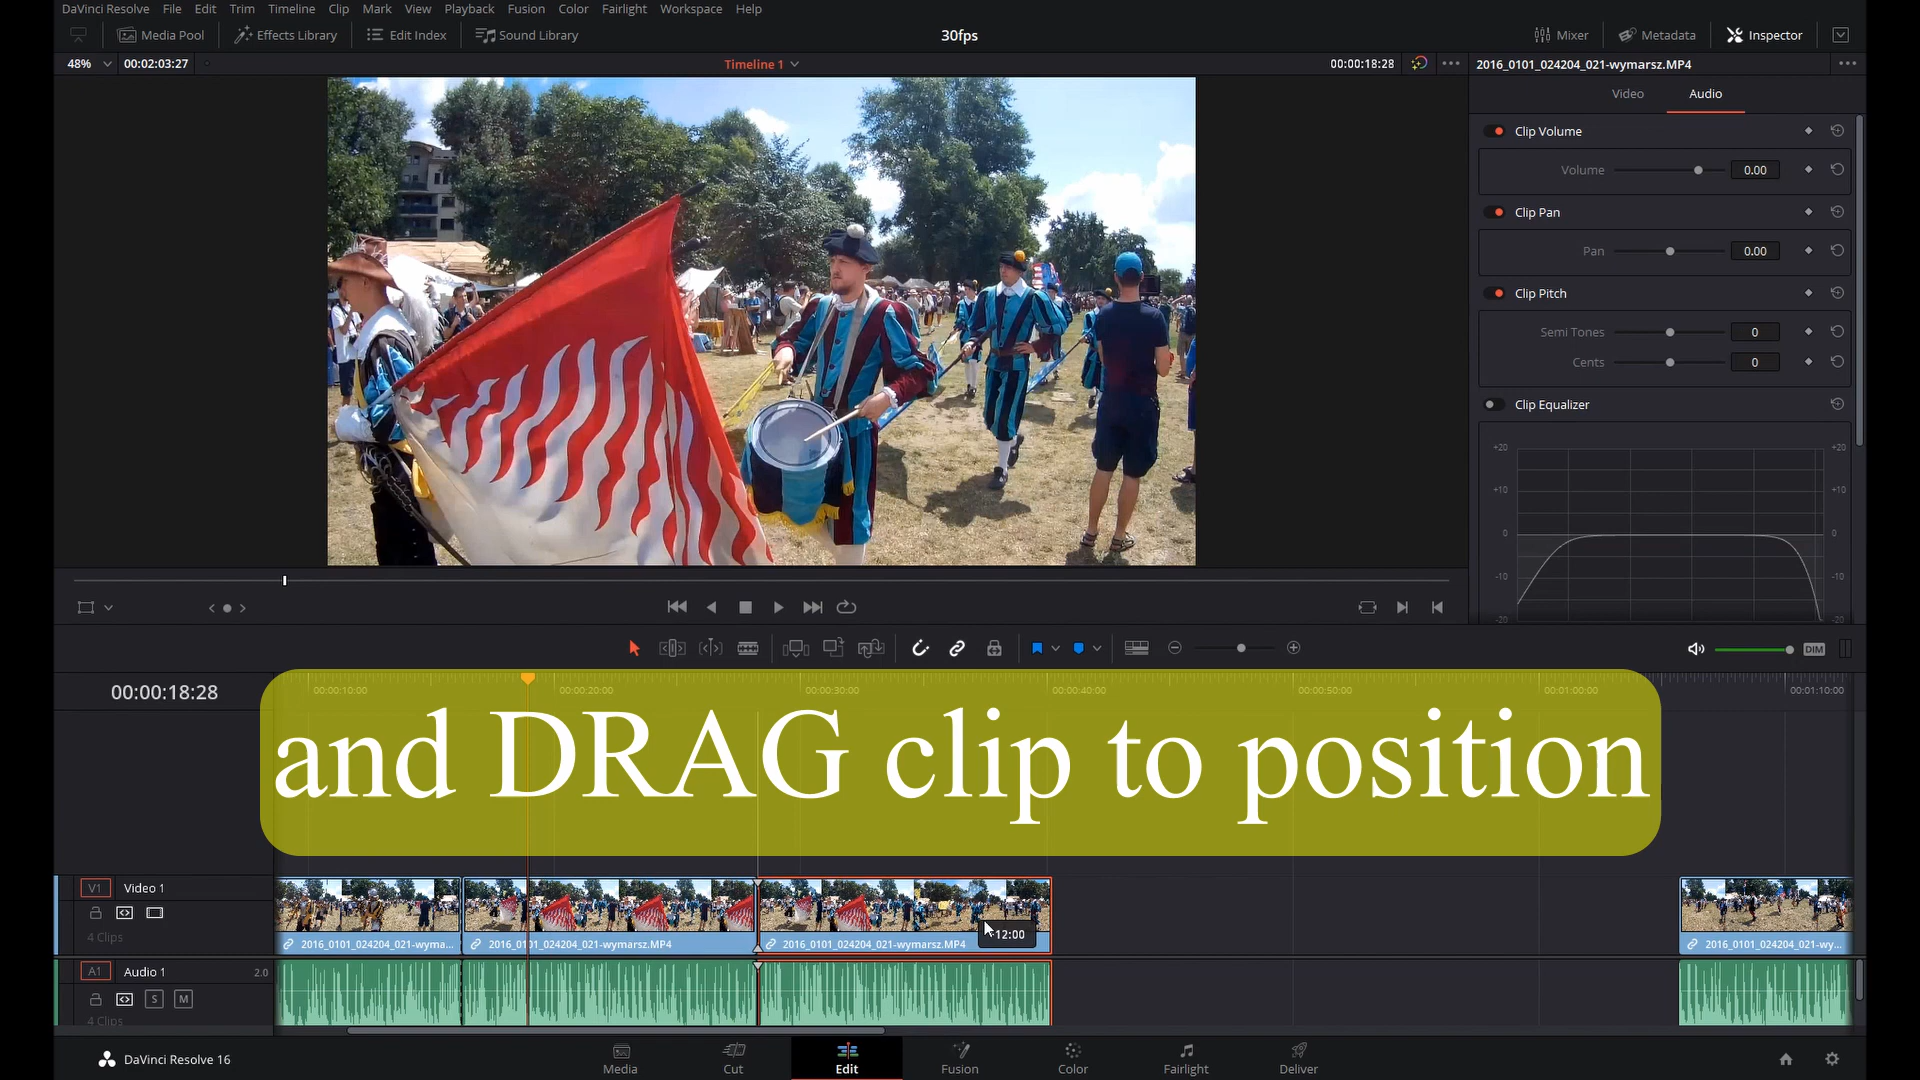 DaVinci Resolve File Edit Trim Timeline Clip Mark View Playback Fusion Color Fairlight Workspace Help
Media Pool Effects Library Edit Index Sound Library 30fps Mixer Metadata Inspector
48% 00:02:03:27 Timeline 1 00:00:18:28 2016_0101_024204_021-wymarsz.MP4
Video Audio
Clip Volume
Volume 0.00
Clip Pan
Pan 0.00
Clip Pitch
Semi Tones 0
Cents 0
Clip Equalizer
+20 +20
+10 +10
0 0
-10 -10
-20 -20
DIM
00:00:18:28 00:00:10:00 00:00:20:00 00:00:30:00 00:00:40:00 00:00:50:00 00:01:00:00 00:01:10:00
and DRAG clip to position
V1 Video 1
4 Clips
2016_0101_024204_021-wyma... 2016_0101_024204_021-wymarsz.MP4 2016_0101_024204_021-wymarsz.MP4 2016_0101_024204_021-wy...
-12:00
A1 Audio 1 2.0
S M
4 Clips
DaVinci Resolve 16 Media Cut Edit Fusion Color Fairlight Deliver